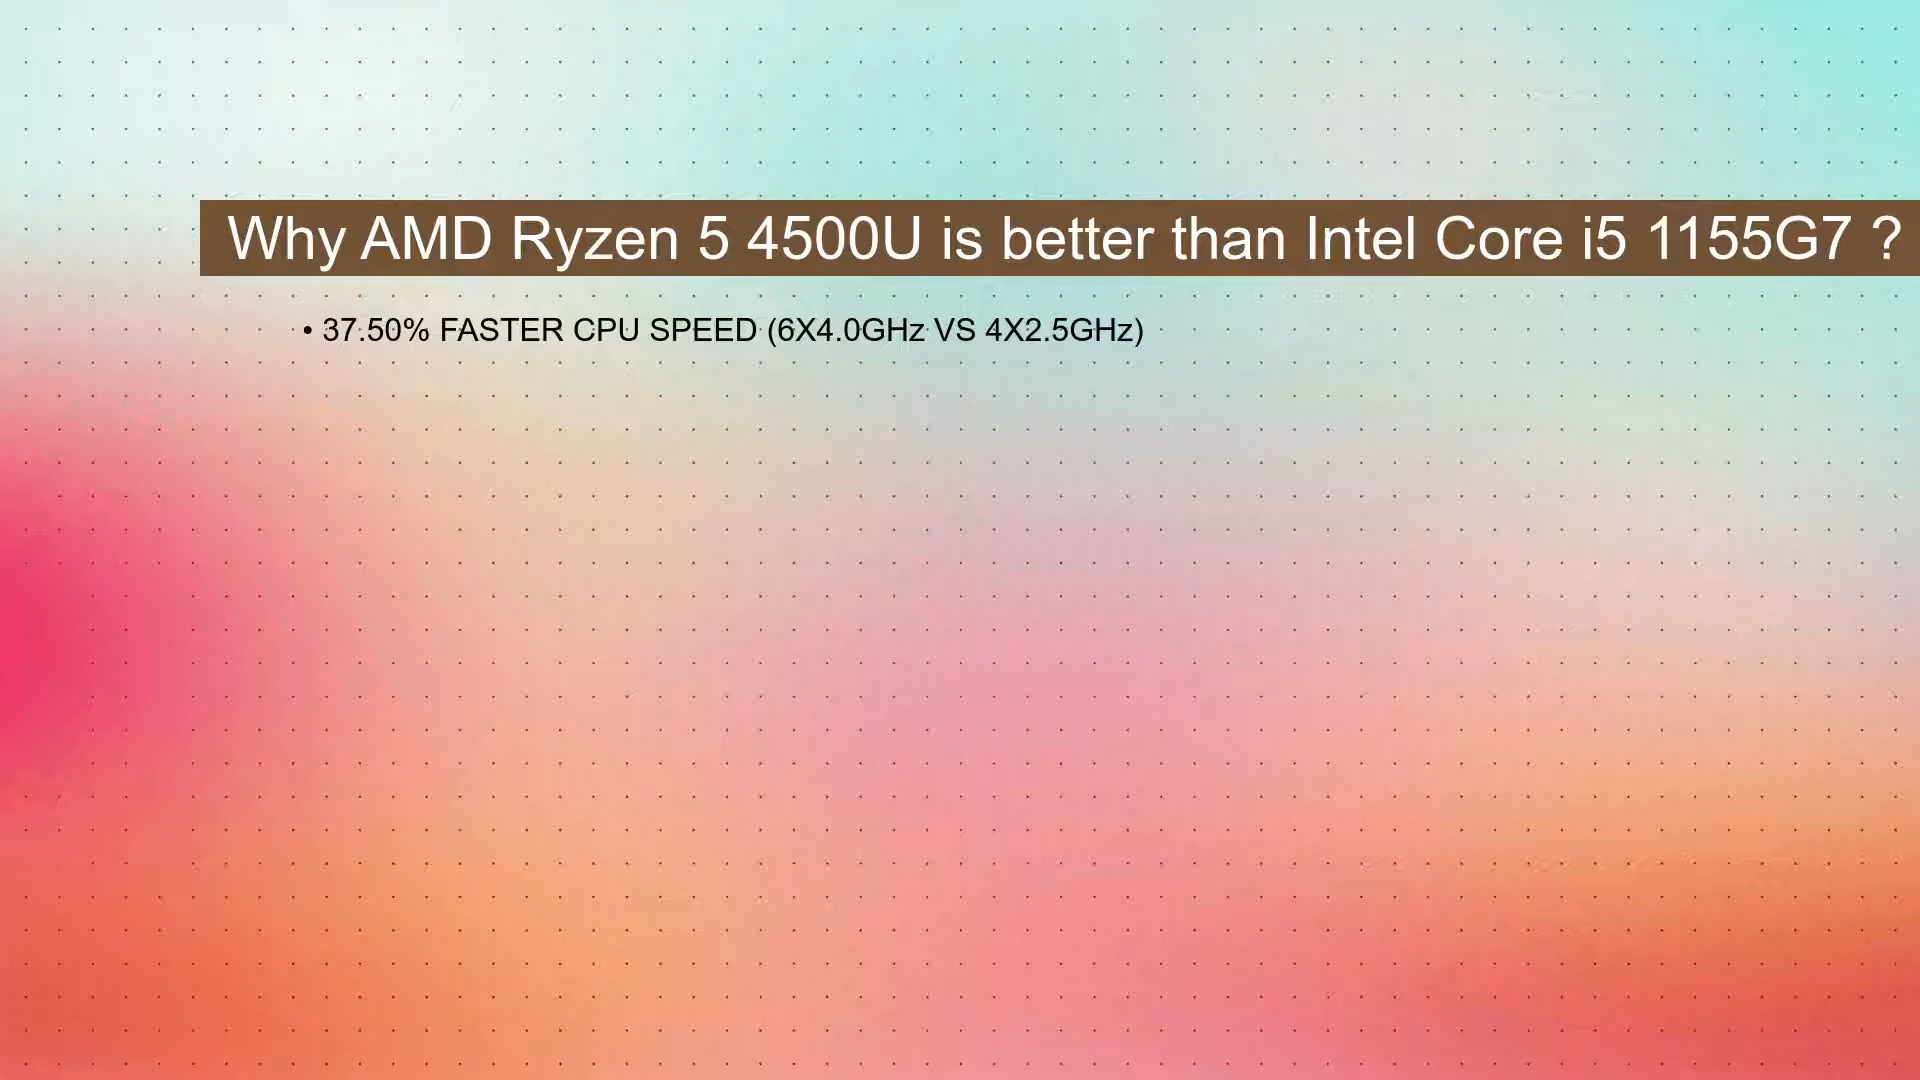 Why AMD Ryzen 5 4500U is better than Intel Core i5 1155G7 ?
• 37.50% FASTER CPU SPEED (6X4.0GHz VS 4X2.5GHz)